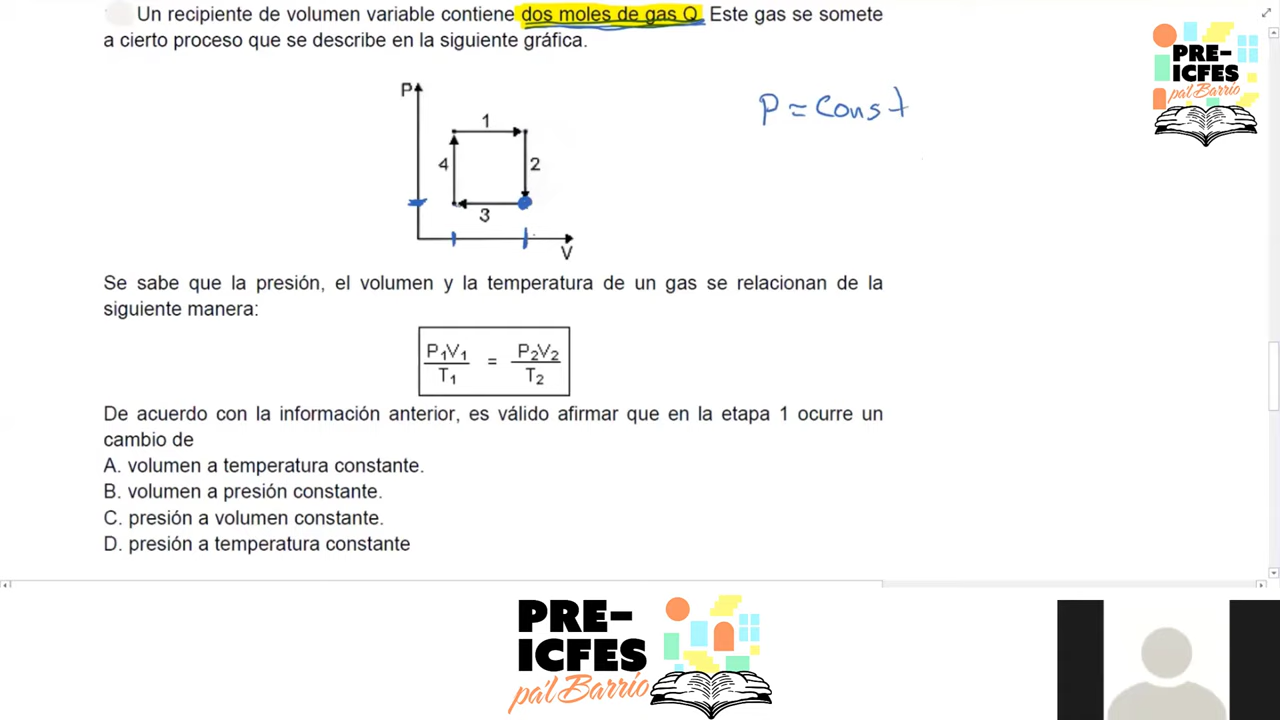 Un recipiente de volumen variable contiene dos moles de gas Q. Este gas se somete
a cierto proceso que se describe en la siguiente gráfica.
PRE-
ICFES
pa'l Barrio
P = Const
P
1
4
2
3
V
Se sabe que la presión, el volumen y la temperatura de un gas se relacionan de la
siguiente manera:
P₁V₁ = P₂V₂
T₁ T₂
De acuerdo con la información anterior, es válido afirmar que en la etapa 1 ocurre un
cambio de
A. volumen a temperatura constante.
B. volumen a presión constante.
C. presión a volumen constante.
D. presión a temperatura constante
PRE-
ICFES
pa'l Barrio